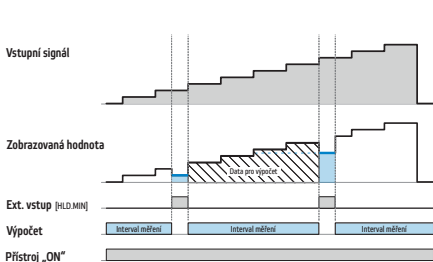 Vstupní signál
Zobrazovaná hodnota
Data pro výpočet
Ext. vstup [HLD.MIN]
Výpočet
Interval měření
Interval měření
Interval měření
Přístroj „ON“